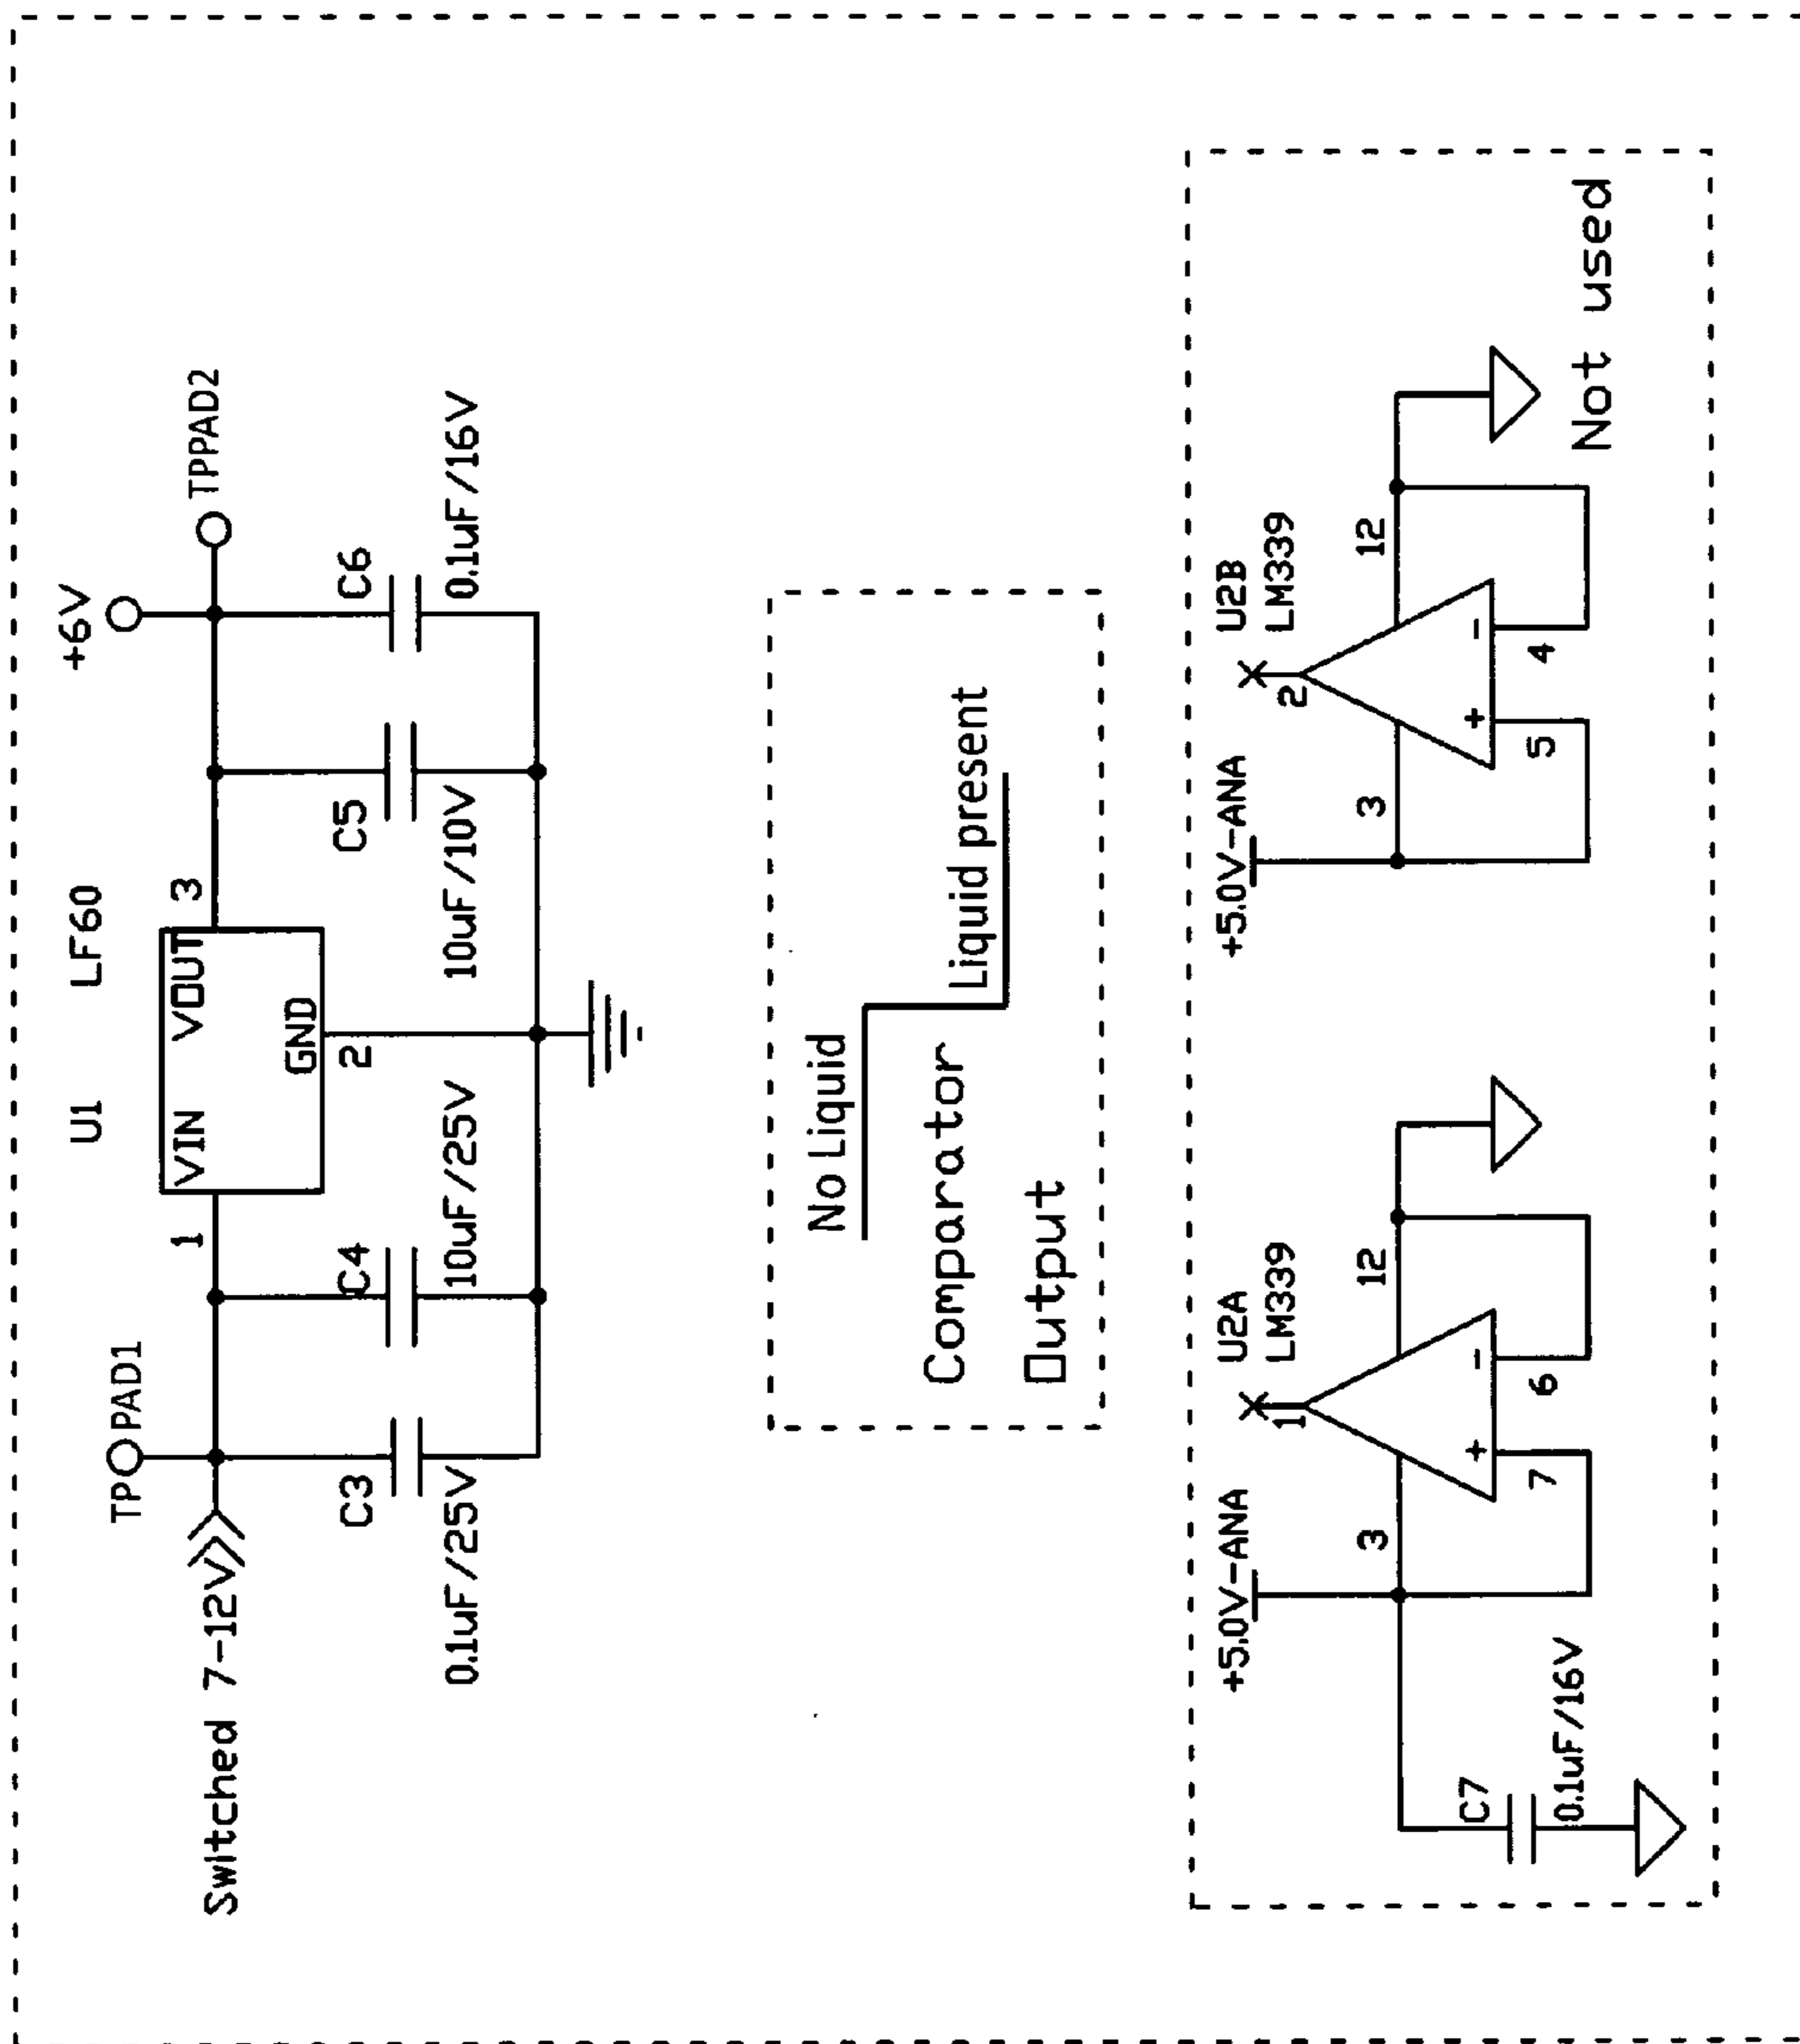 U1 LF60
+6V
TP PAD1
TPPAD2
Switched 7-12V
1
VIN VOUT
3
GND
2
C3
0.1uF/25V
C4
10uF/25V
C5
10uF/10V
C6
0.1uF/16V
No Liquid
Liquid present
Comparator
Output
+5.0V-ANA
U2A
LM339
1
3
12
+
-
7
6
C7
0.1uF/16V
+5.0V-ANA
U2B
LM339
2
3
12
+
-
5
4
Not used